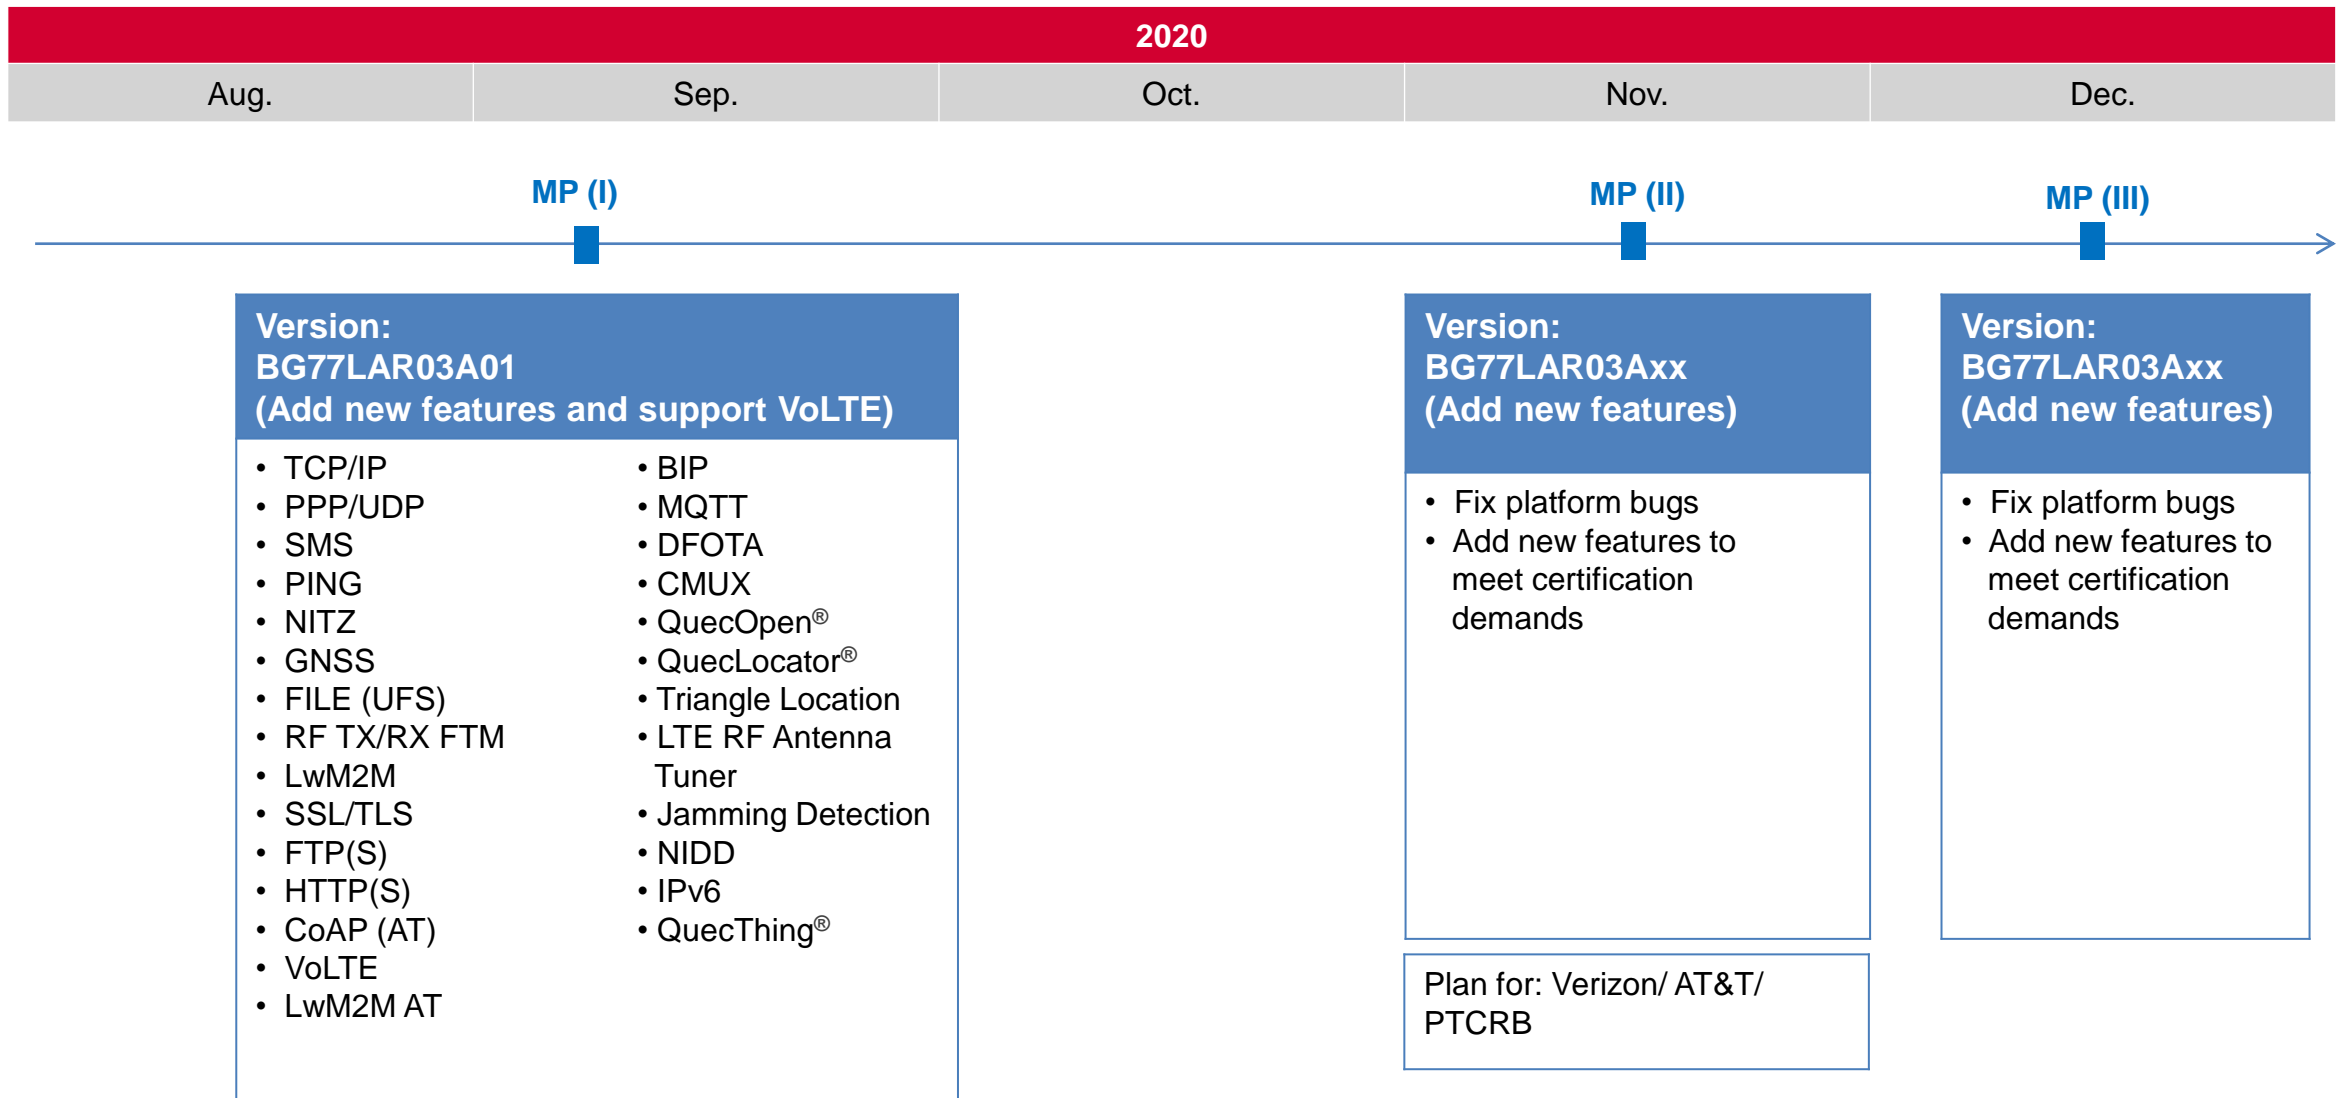 2020
Aug.
Sep.
Oct.
Nov.
Dec.
MP (I)
MP (II)
MP (III)
Version:
BG77LAR03A01
(Add new features and support VoLTE)
• TCP/IP
• PPP/UDP
• SMS
• PING
• NITZ
• GNSS
• FILE (UFS)
• RF TX/RX FTM
• LwM2M
• SSL/TLS
• FTP(S)
• HTTP(S)
• CoAP (AT)
• VoLTE
• LwM2M AT
• BIP
• MQTT
• DFOTA
• CMUX
• QuecOpen®
• QuecLocator®
• Triangle Location
• LTE RF Antenna
Tuner
• Jamming Detection
• NIDD
• IPv6
• QuecThing®
Version:
BG77LAR03Axx
(Add new features)
• Fix platform bugs
• Add new features to
meet certification
demands
Plan for: Verizon/ AT&T/
PTCRB
Version:
BG77LAR03Axx
(Add new features)
• Fix platform bugs
• Add new features to
meet certification
demands